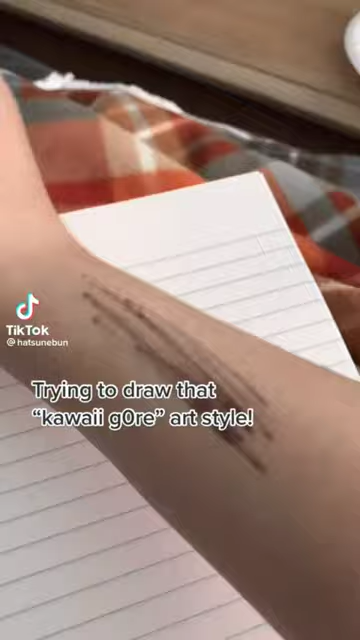 TikTok
@hatsunebun
Trying to draw that
“kawaii g0re” art style!